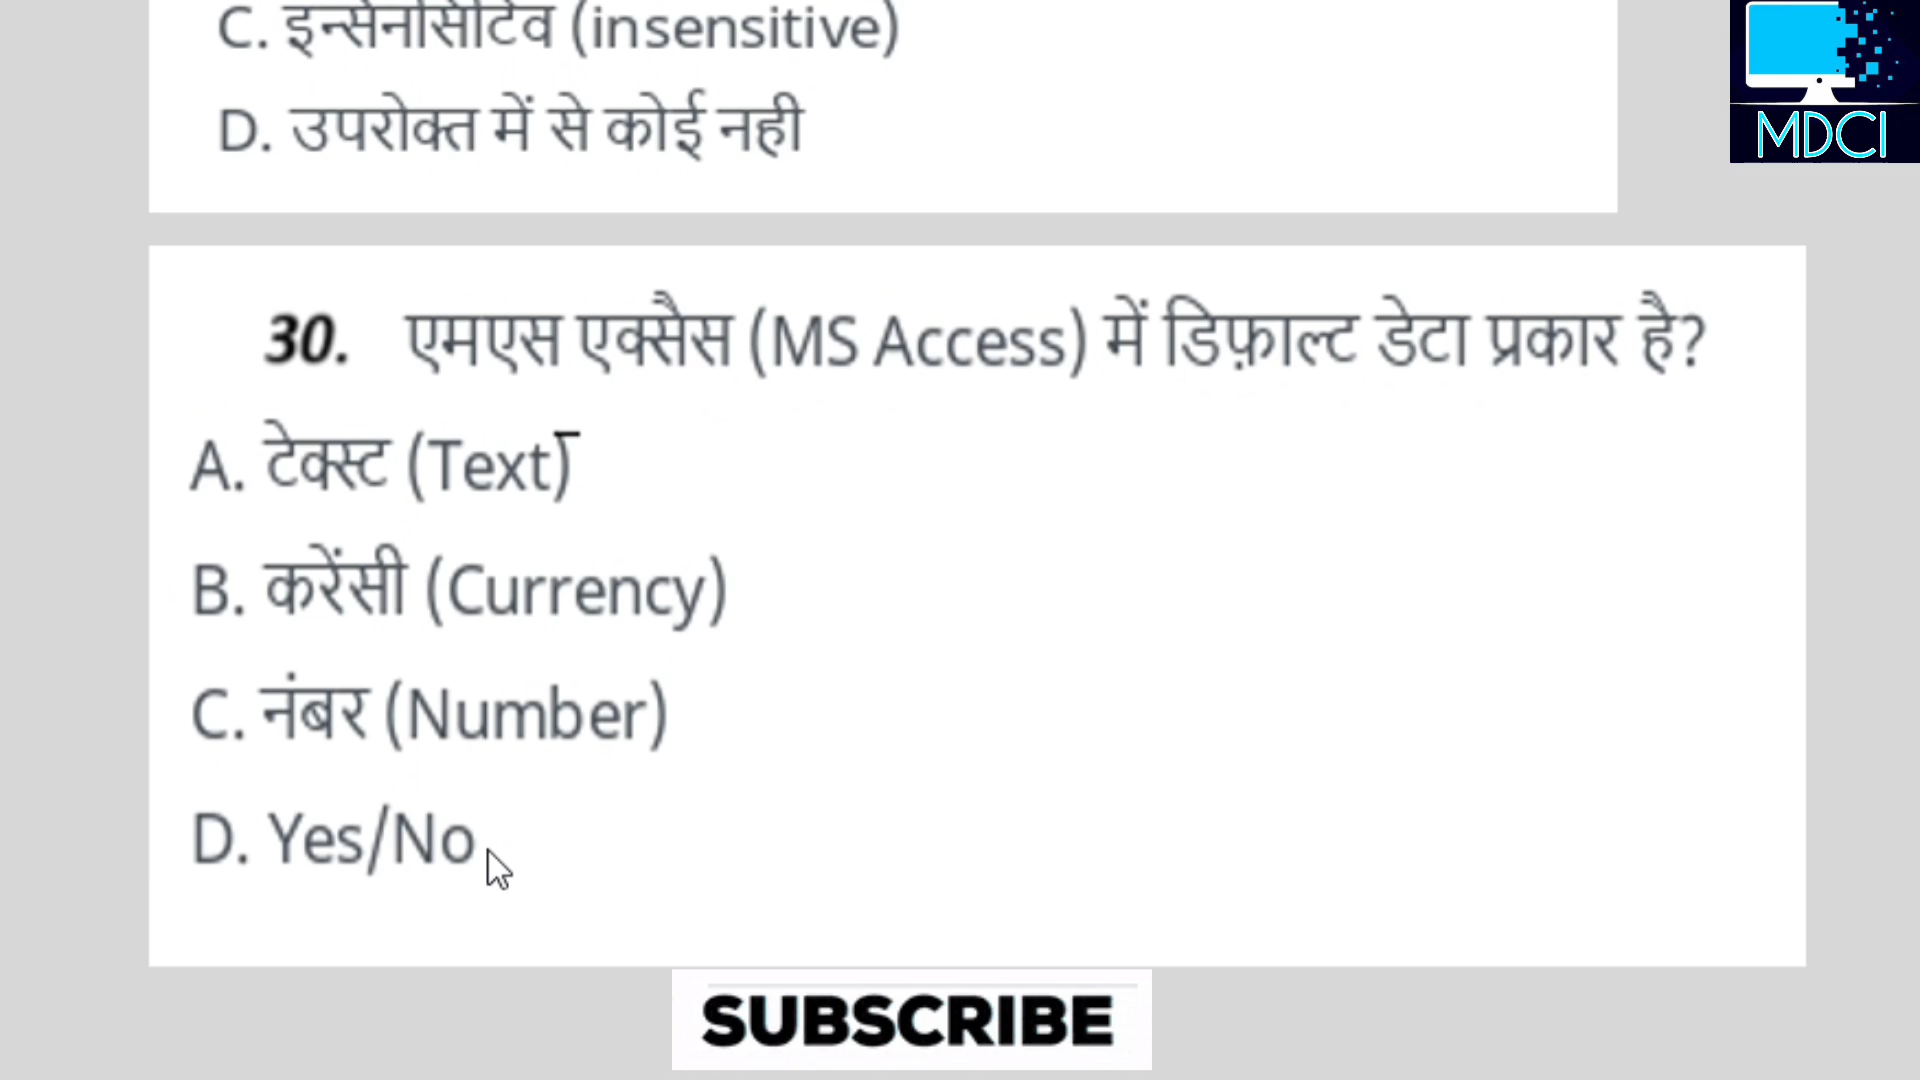 C. इन्सेनसिटिव (insensitive)
MDCI
D. उपरोक्त में से कोई नही
30. एमएस एक्सैस (MS Access) में डिफ़ाल्ट डेटा प्रकार है?
A. टेक्स्ट (Text)
B. करेंसी (Currency)
C. नंबर (Number)
D. Yes/No
SUBSCRIBE